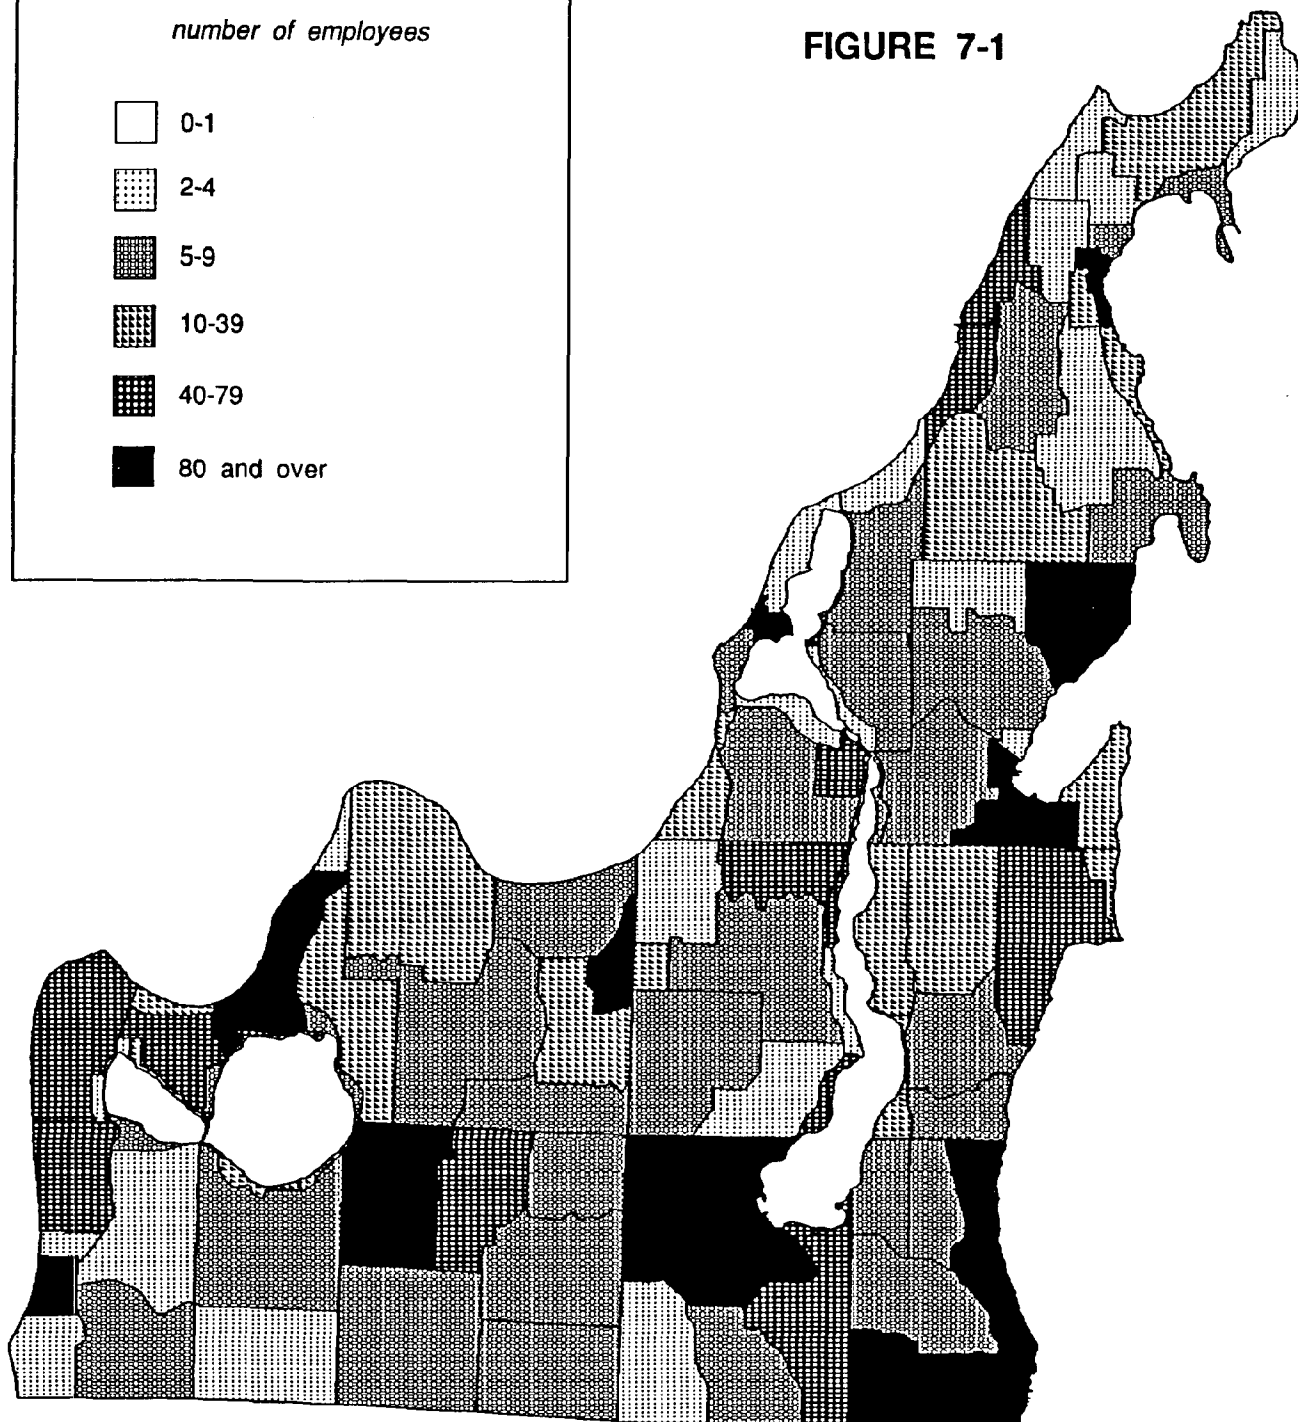 number of employees
FIGURE 7-1
0-1
2-4
5-9
10-39
40-79
80 and over